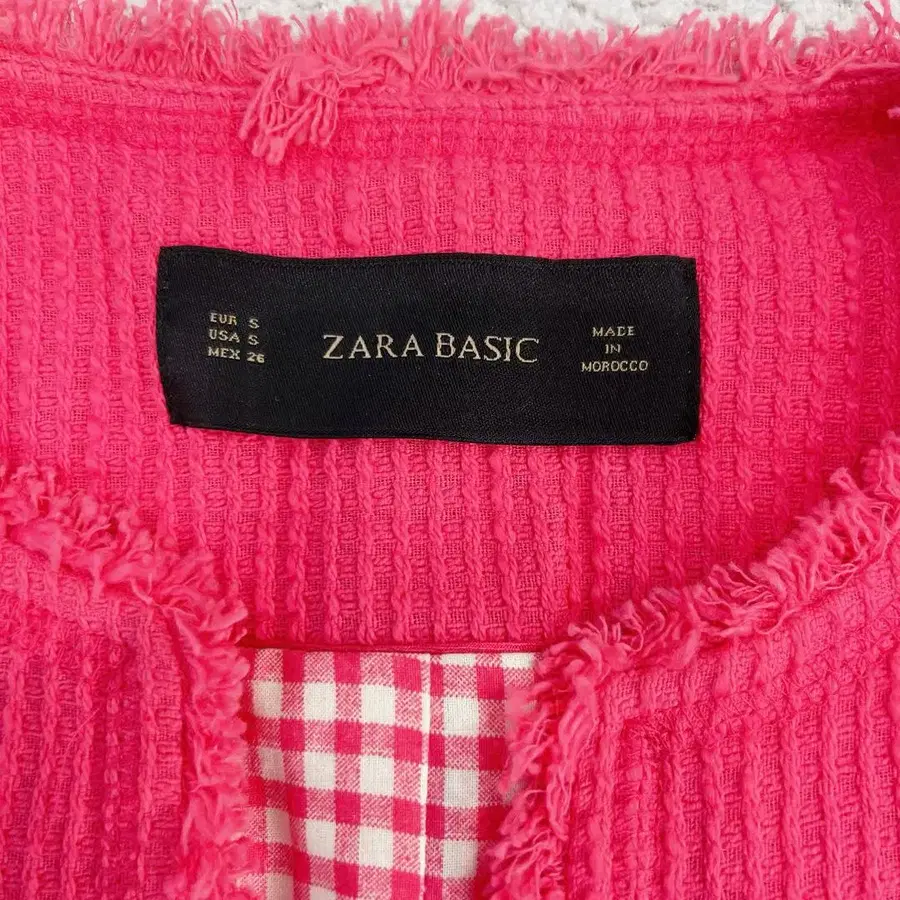 EUR S
USA S
MEX 26
ZARA BASIC
MADE
IN
MOROCCO